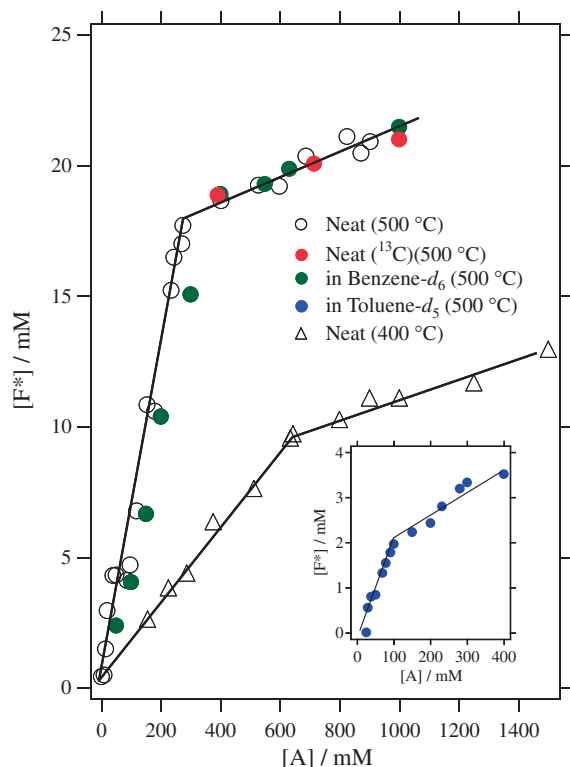 25
20
15
10
5
0
[F*] / mM
Neat (500 °C)
Neat (¹³C)(500 °C)
in Benzene-d₆ (500 °C)
in Toluene-d₅ (500 °C)
Neat (400 °C)
4
3
2
1
0
[F*] / mM
0 100 200 300 400
[A] / mM
0 200 400 600 800 1000 1200 1400
[A] / mM